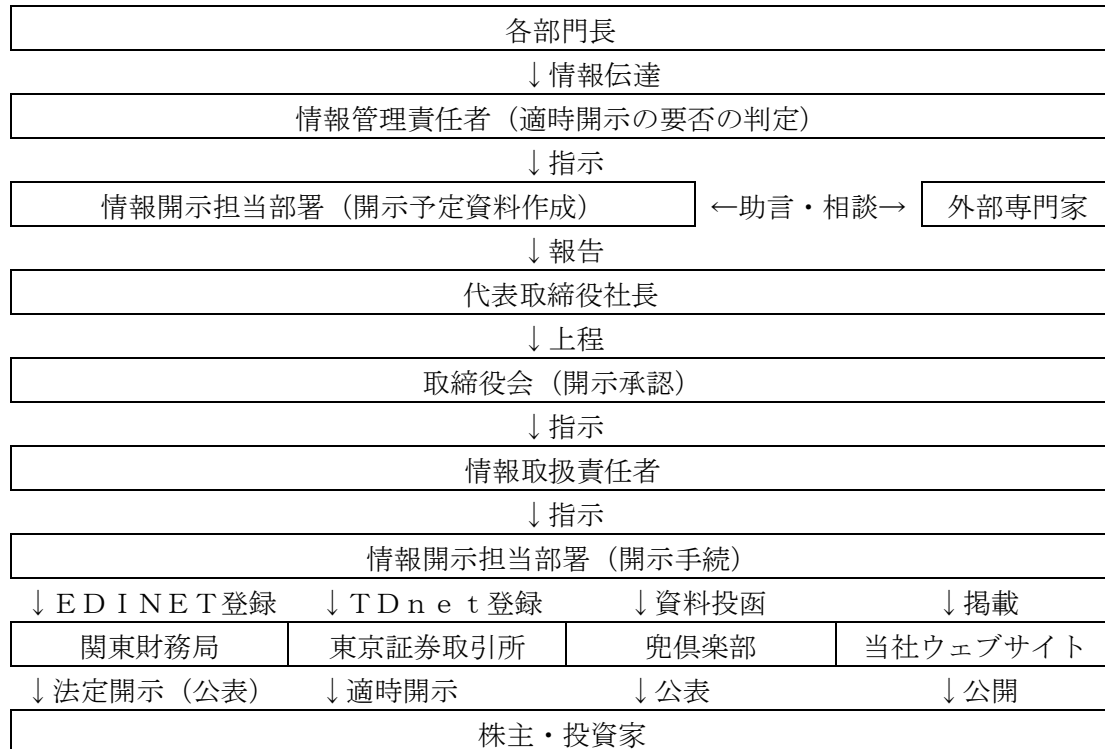 各部門長
↓情報伝達
情報管理責任者（適時開示の要否の判定）
↓指示
情報開示担当部署（開示予定資料作成） ←助言・相談→ 外部専門家
↓報告
代表取締役社長
↓上程
取締役会（開示承認）
↓指示
情報取扱責任者
↓指示
情報開示担当部署（開示手続）
↓ＥＤＩＮＥＴ登録 ↓ＴＤｎｅｔ登録 ↓資料投函 ↓掲載
関東財務局 東京証券取引所 兜倶楽部 当社ウェブサイト
↓法定開示（公表） ↓適時開示 ↓公表 ↓公開
株主・投資家